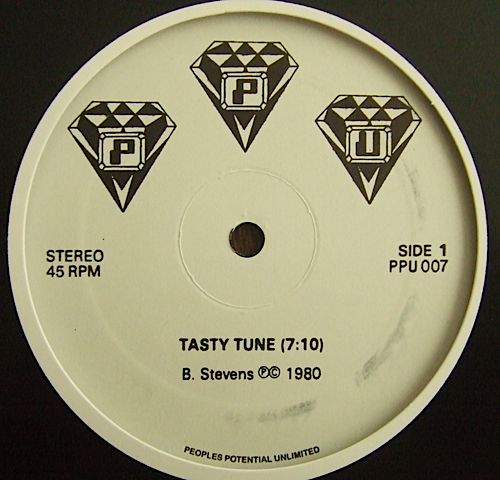 P P U
STEREO
45 RPM
SIDE 1
PPU 007
TASTY TUNE (7:10)
B. Stevens ℗© 1980
PEOPLES POTENTIAL UNLIMITED